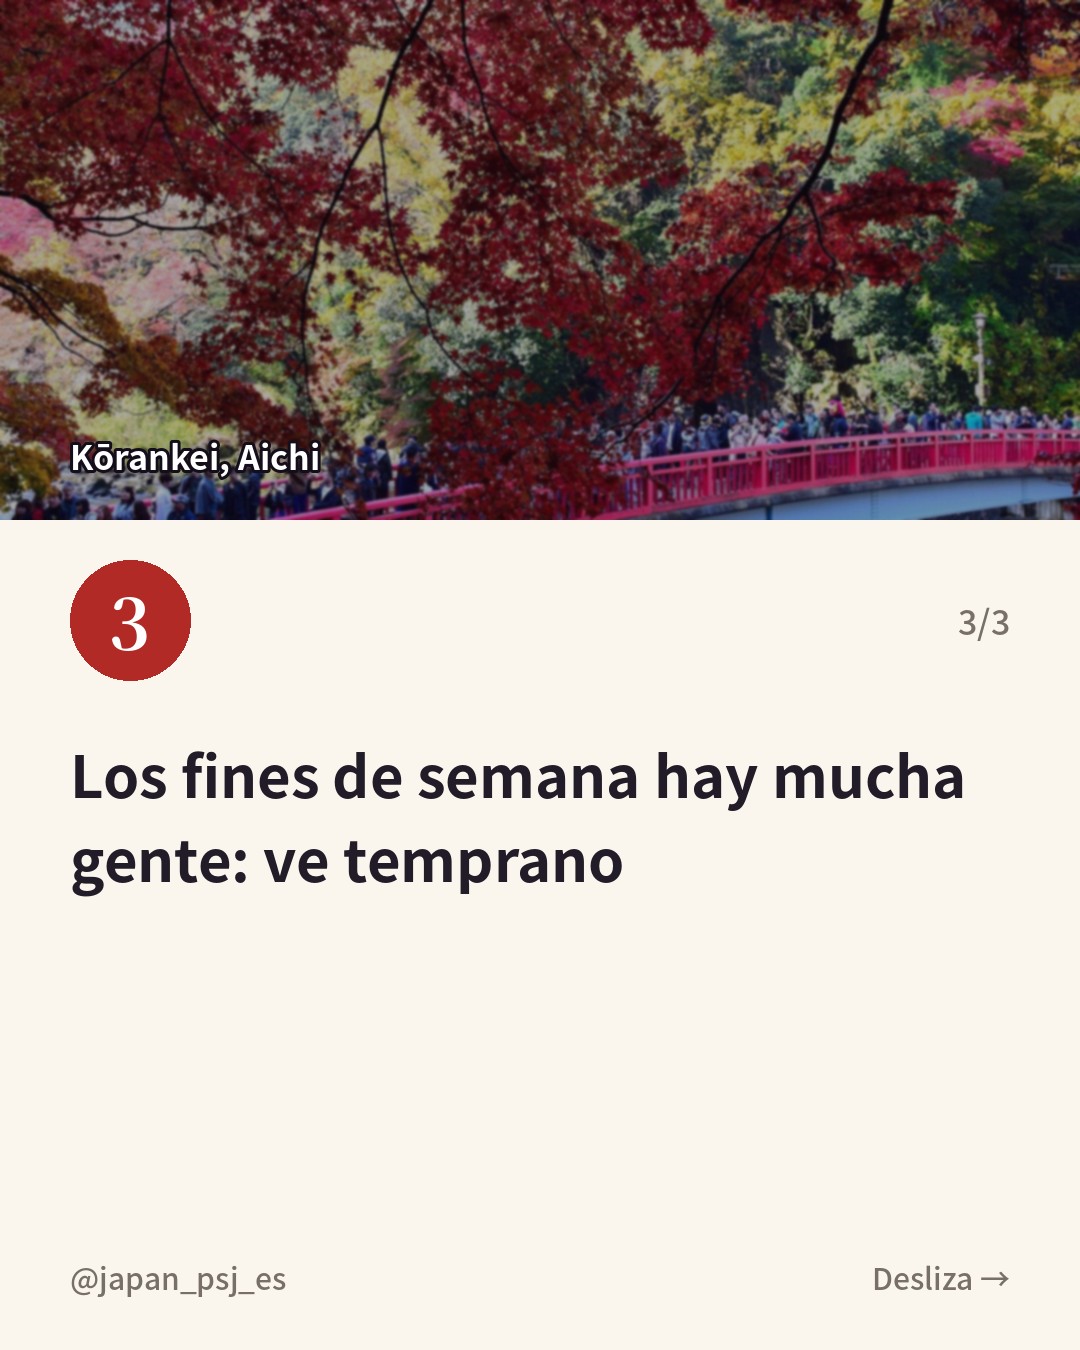 Kōrankei, Aichi
3
3/3
Los fines de semana hay mucha
gente: ve temprano
@japan_psj_es
Desliza →